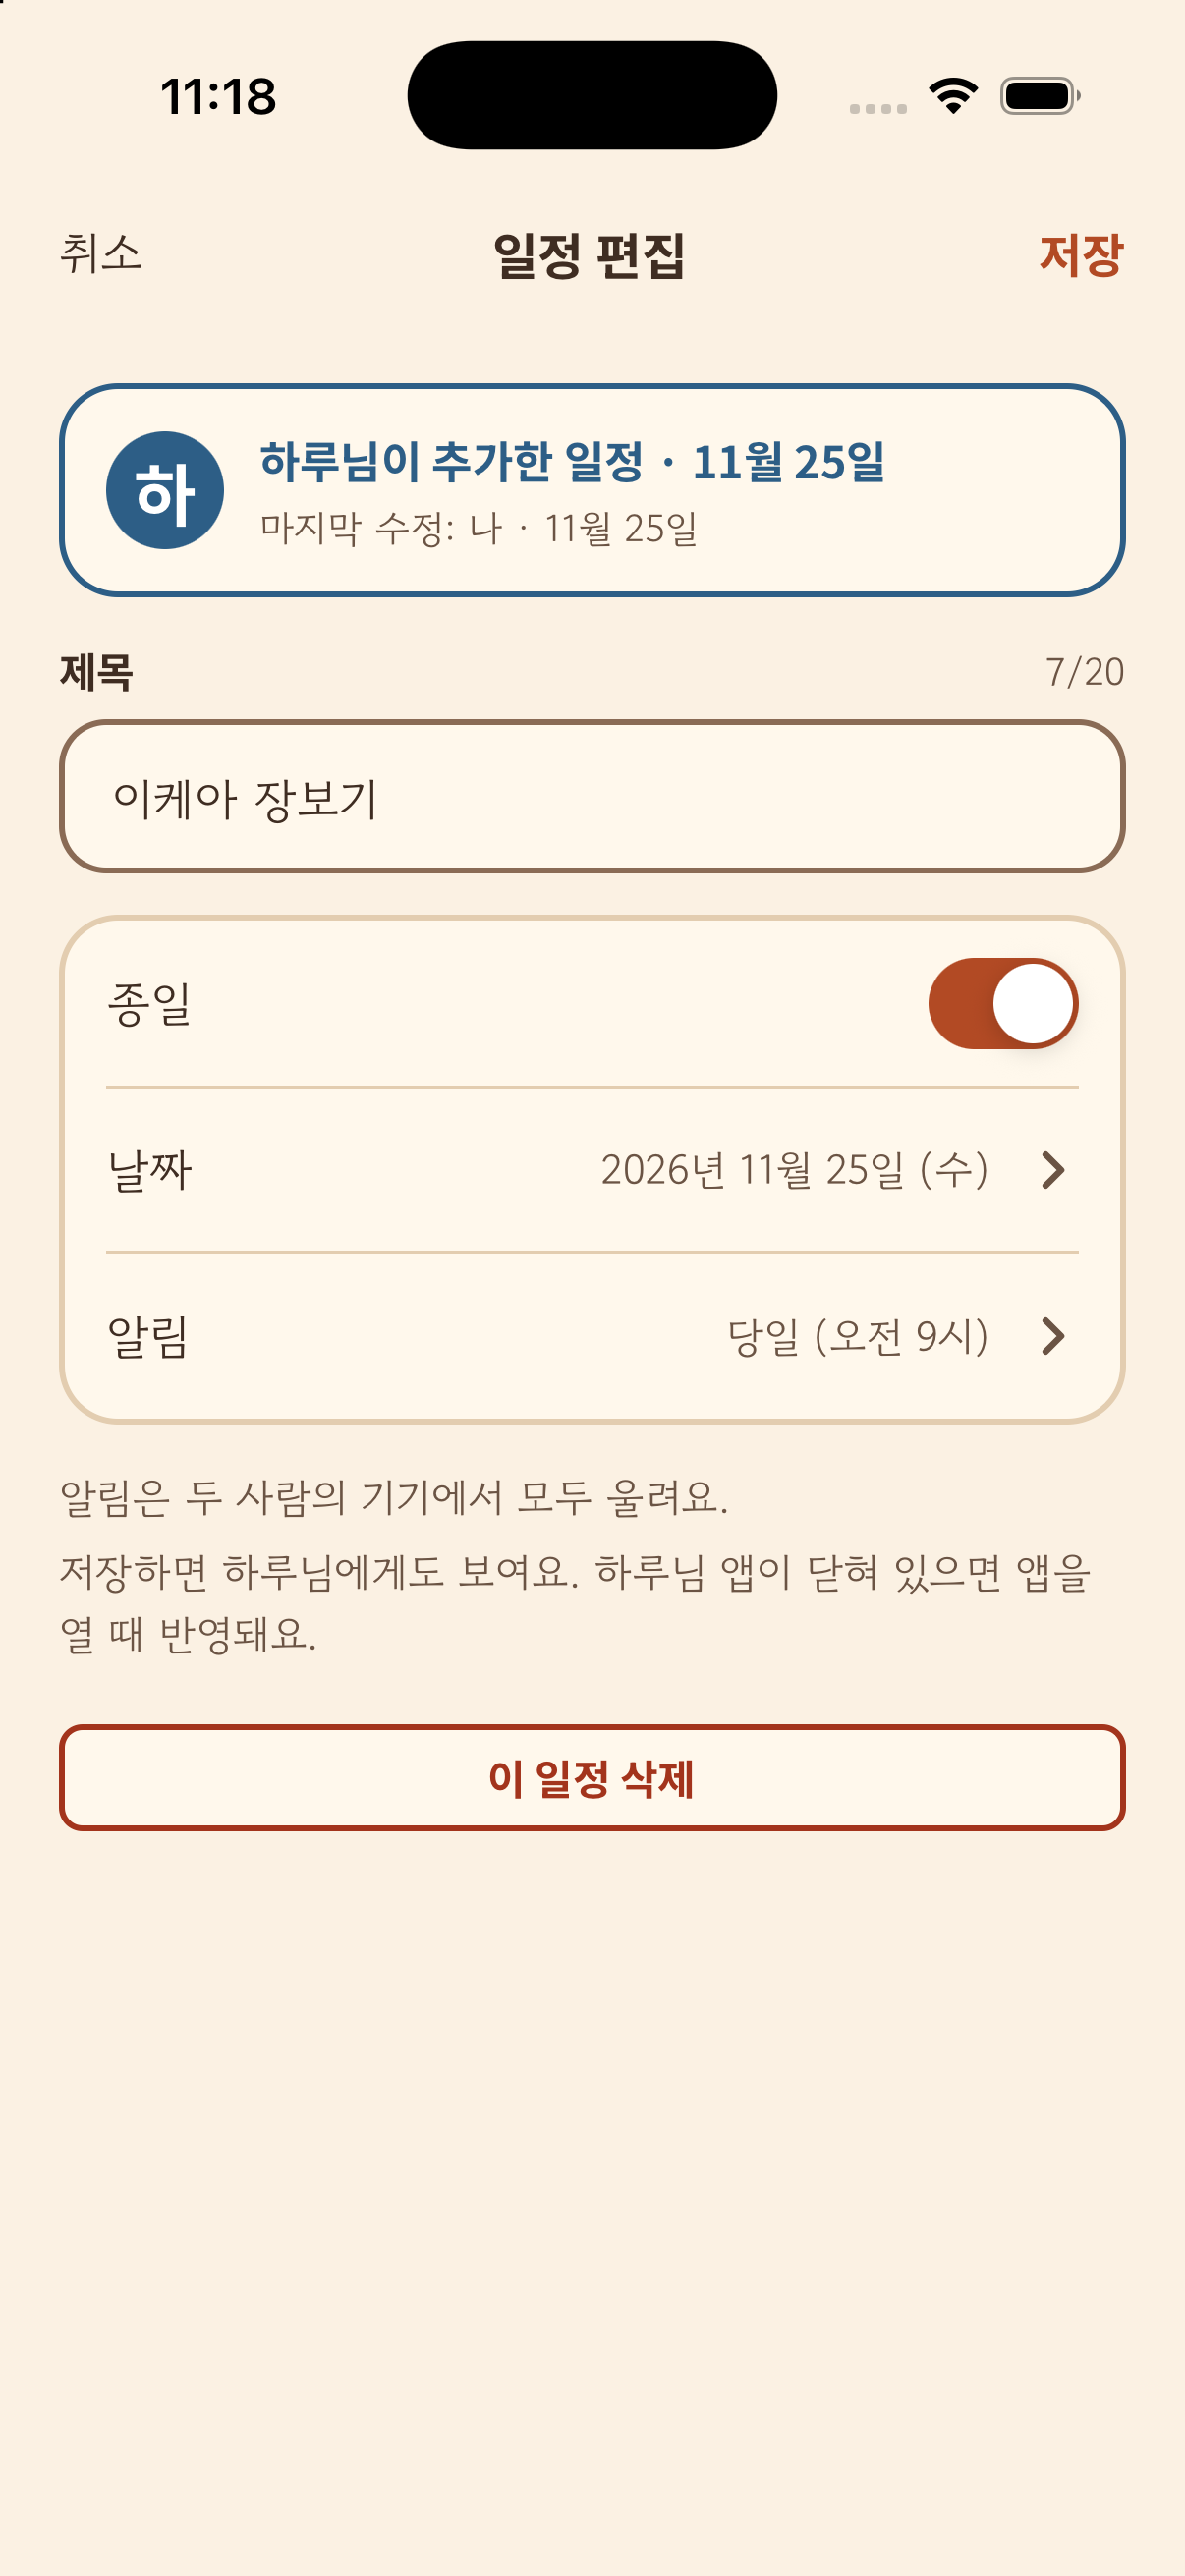 11:18
취소
일정 편집
저장
하
하루님이 추가한 일정 · 11월 25일
마지막 수정: 나 · 11월 25일
제목
7/20
이케아 장보기
종일
날짜
2026년 11월 25일 (수)
알림
당일 (오전 9시)
알림은 두 사람의 기기에서 모두 울려요.
저장하면 하루님에게도 보여요. 하루님 앱이 닫혀 있으면 앱을
열 때 반영돼요.
이 일정 삭제